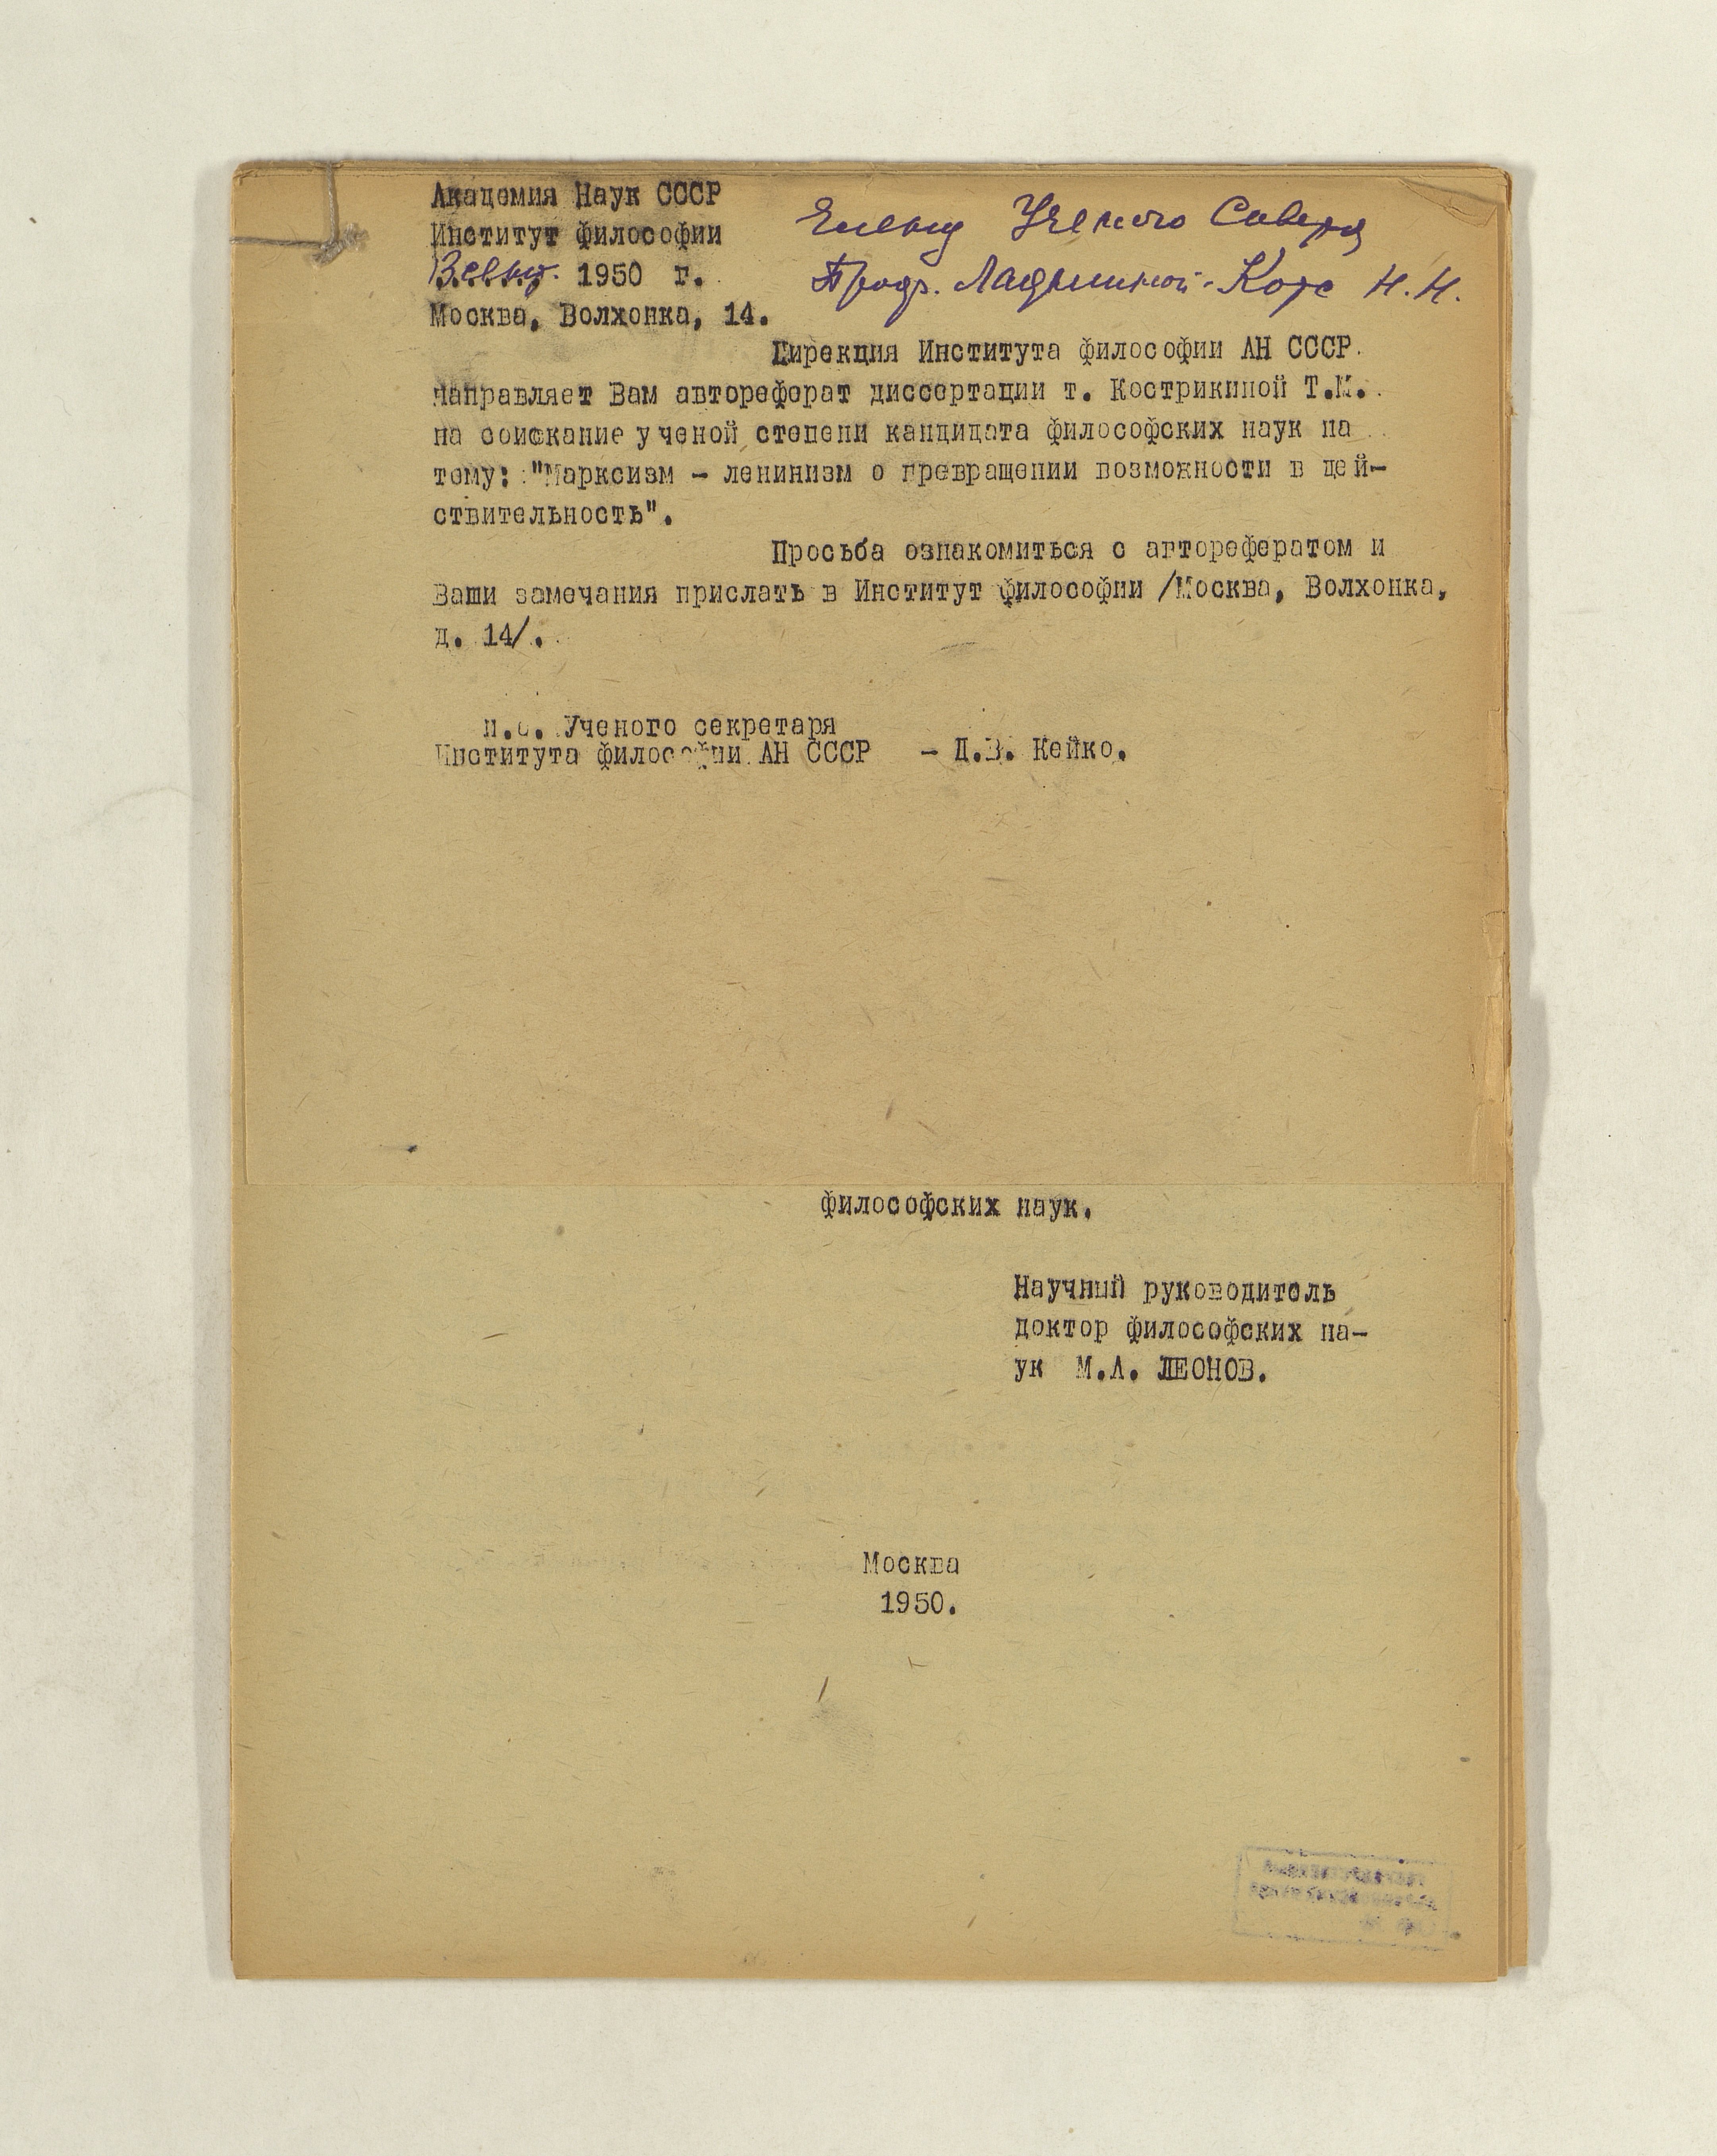 Академия Наук СССР
Институт философии
1950 г.
Москва, Волхонка, 14.
Члену Ученого Совета
Проф. Ладыгиной-Котс Н.Н.
Дирекция Института философии АН СССР
направляет Вам автореферат диссертации т. Кострикиной Т.М.
на соискание ученой степени кандидата философских наук на
тему: "Марксизм - ленинизм о превращении возможности в дей-
ствительность".
Просьба ознакомиться с авторефератом и
Ваши замечания прислать в Институт философии /Москва, Волхонка,
д. 14/.
и.о. Ученого секретаря
Института философии АН СССР - Д.В. Кейко.
философских наук.
Научный руководитель
доктор философских на-
ук М.А. ЛЕОНОВ.
Москва
1950.